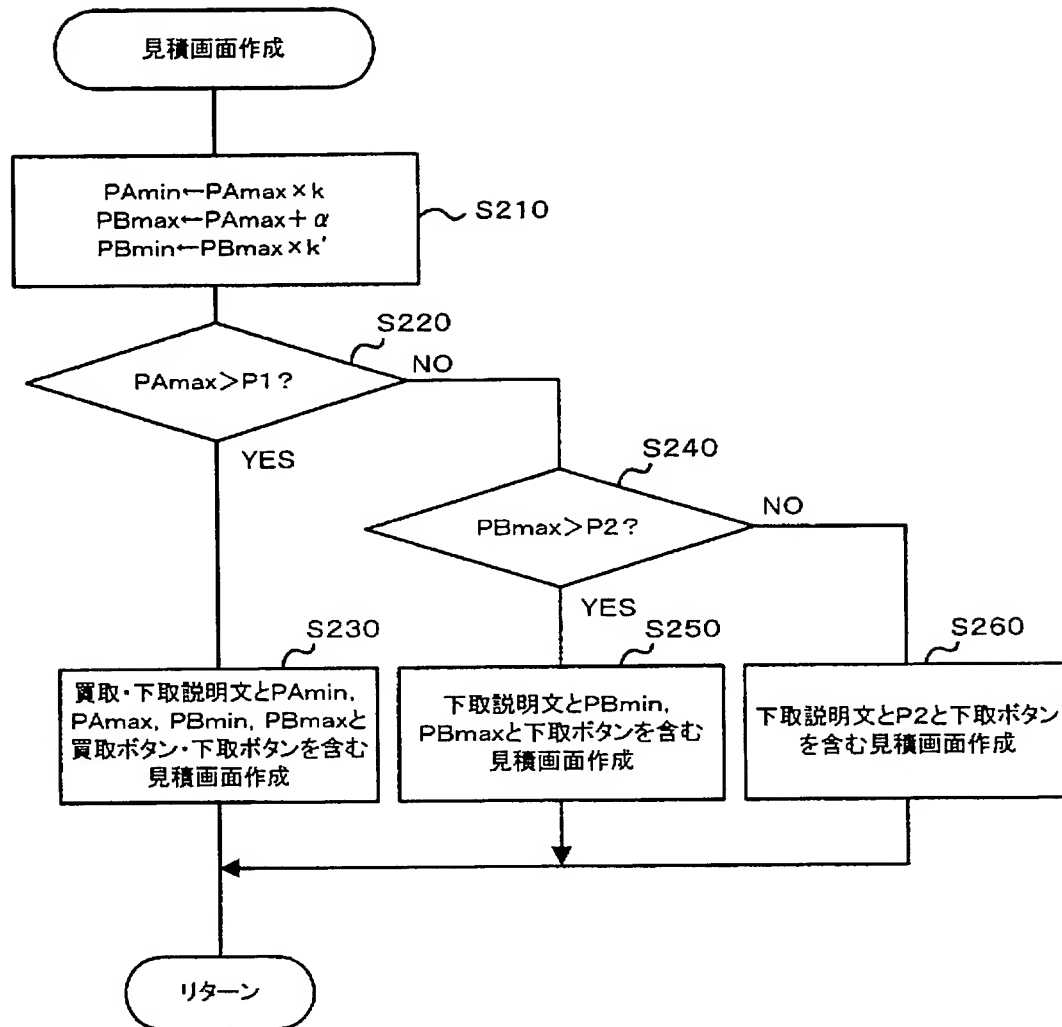 見積画面作成
PAmin←PAmax×k
PBmax←PAmax+α
PBmin←PBmax×k'
S210
S220
PAmax>P1?
NO
YES
S240
PBmax>P2?
NO
YES
S230
買取・下取説明文とPAmin,
PAmax, PBmin, PBmaxと
買取ボタン・下取ボタンを含む
見積画面作成
S250
下取説明文とPBmin,
PBmaxと下取ボタンを含む
見積画面作成
S260
下取説明文とP2と下取ボタン
を含む見積画面作成
リターン